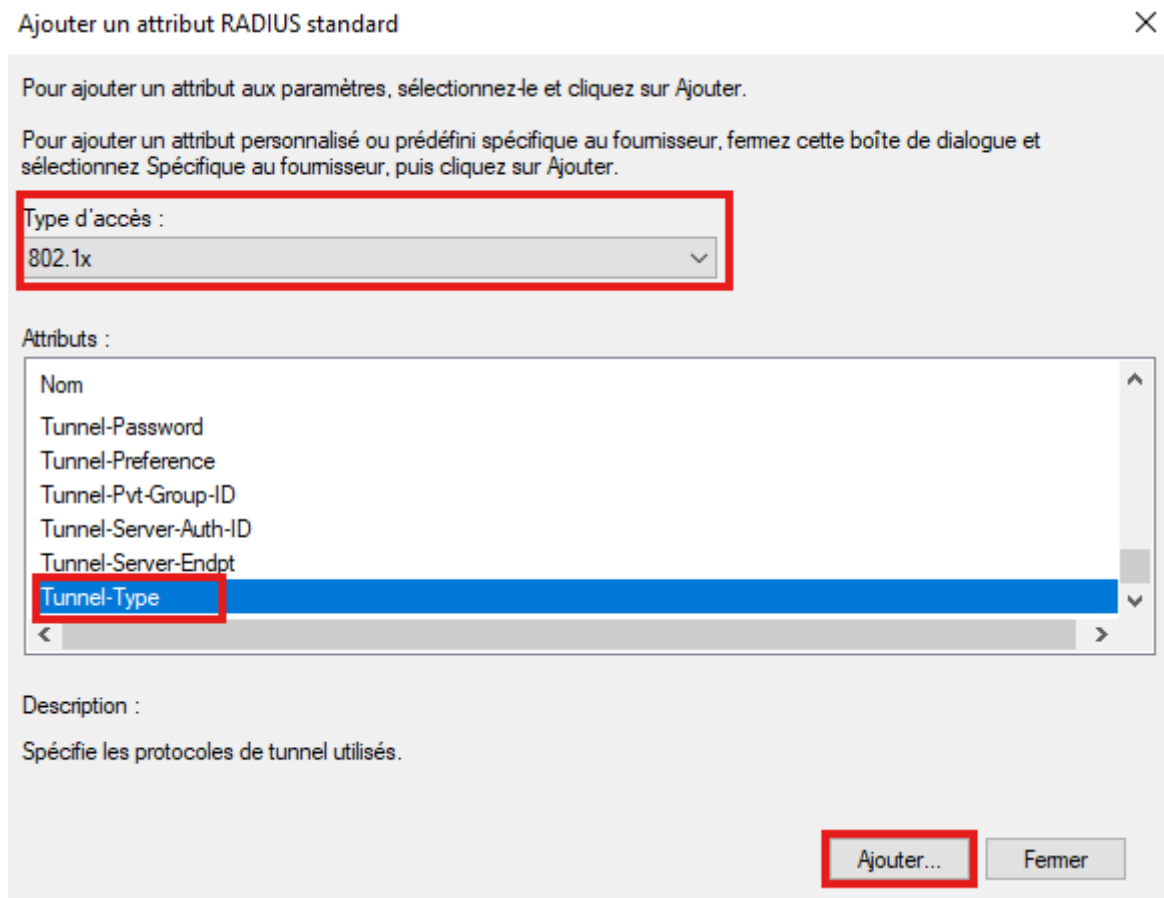 Ajouter un attribut RADIUS standard
Pour ajouter un attribut aux paramètres, sélectionnez-le et cliquez sur Ajouter.
Pour ajouter un attribut personnalisé ou prédéfini spécifique au fournisseur, fermez cette boîte de dialogue et
sélectionnez Spécifique au fournisseur, puis cliquez sur Ajouter.
Type d'accès :
802.1x
Attributs :
Nom
Tunnel-Password
Tunnel-Preference
Tunnel-Pvt-Group-ID
Tunnel-Server-Auth-ID
Tunnel-Server-Endpt
Tunnel-Type
Description :
Spécifie les protocoles de tunnel utilisés.
Ajouter... Fermer